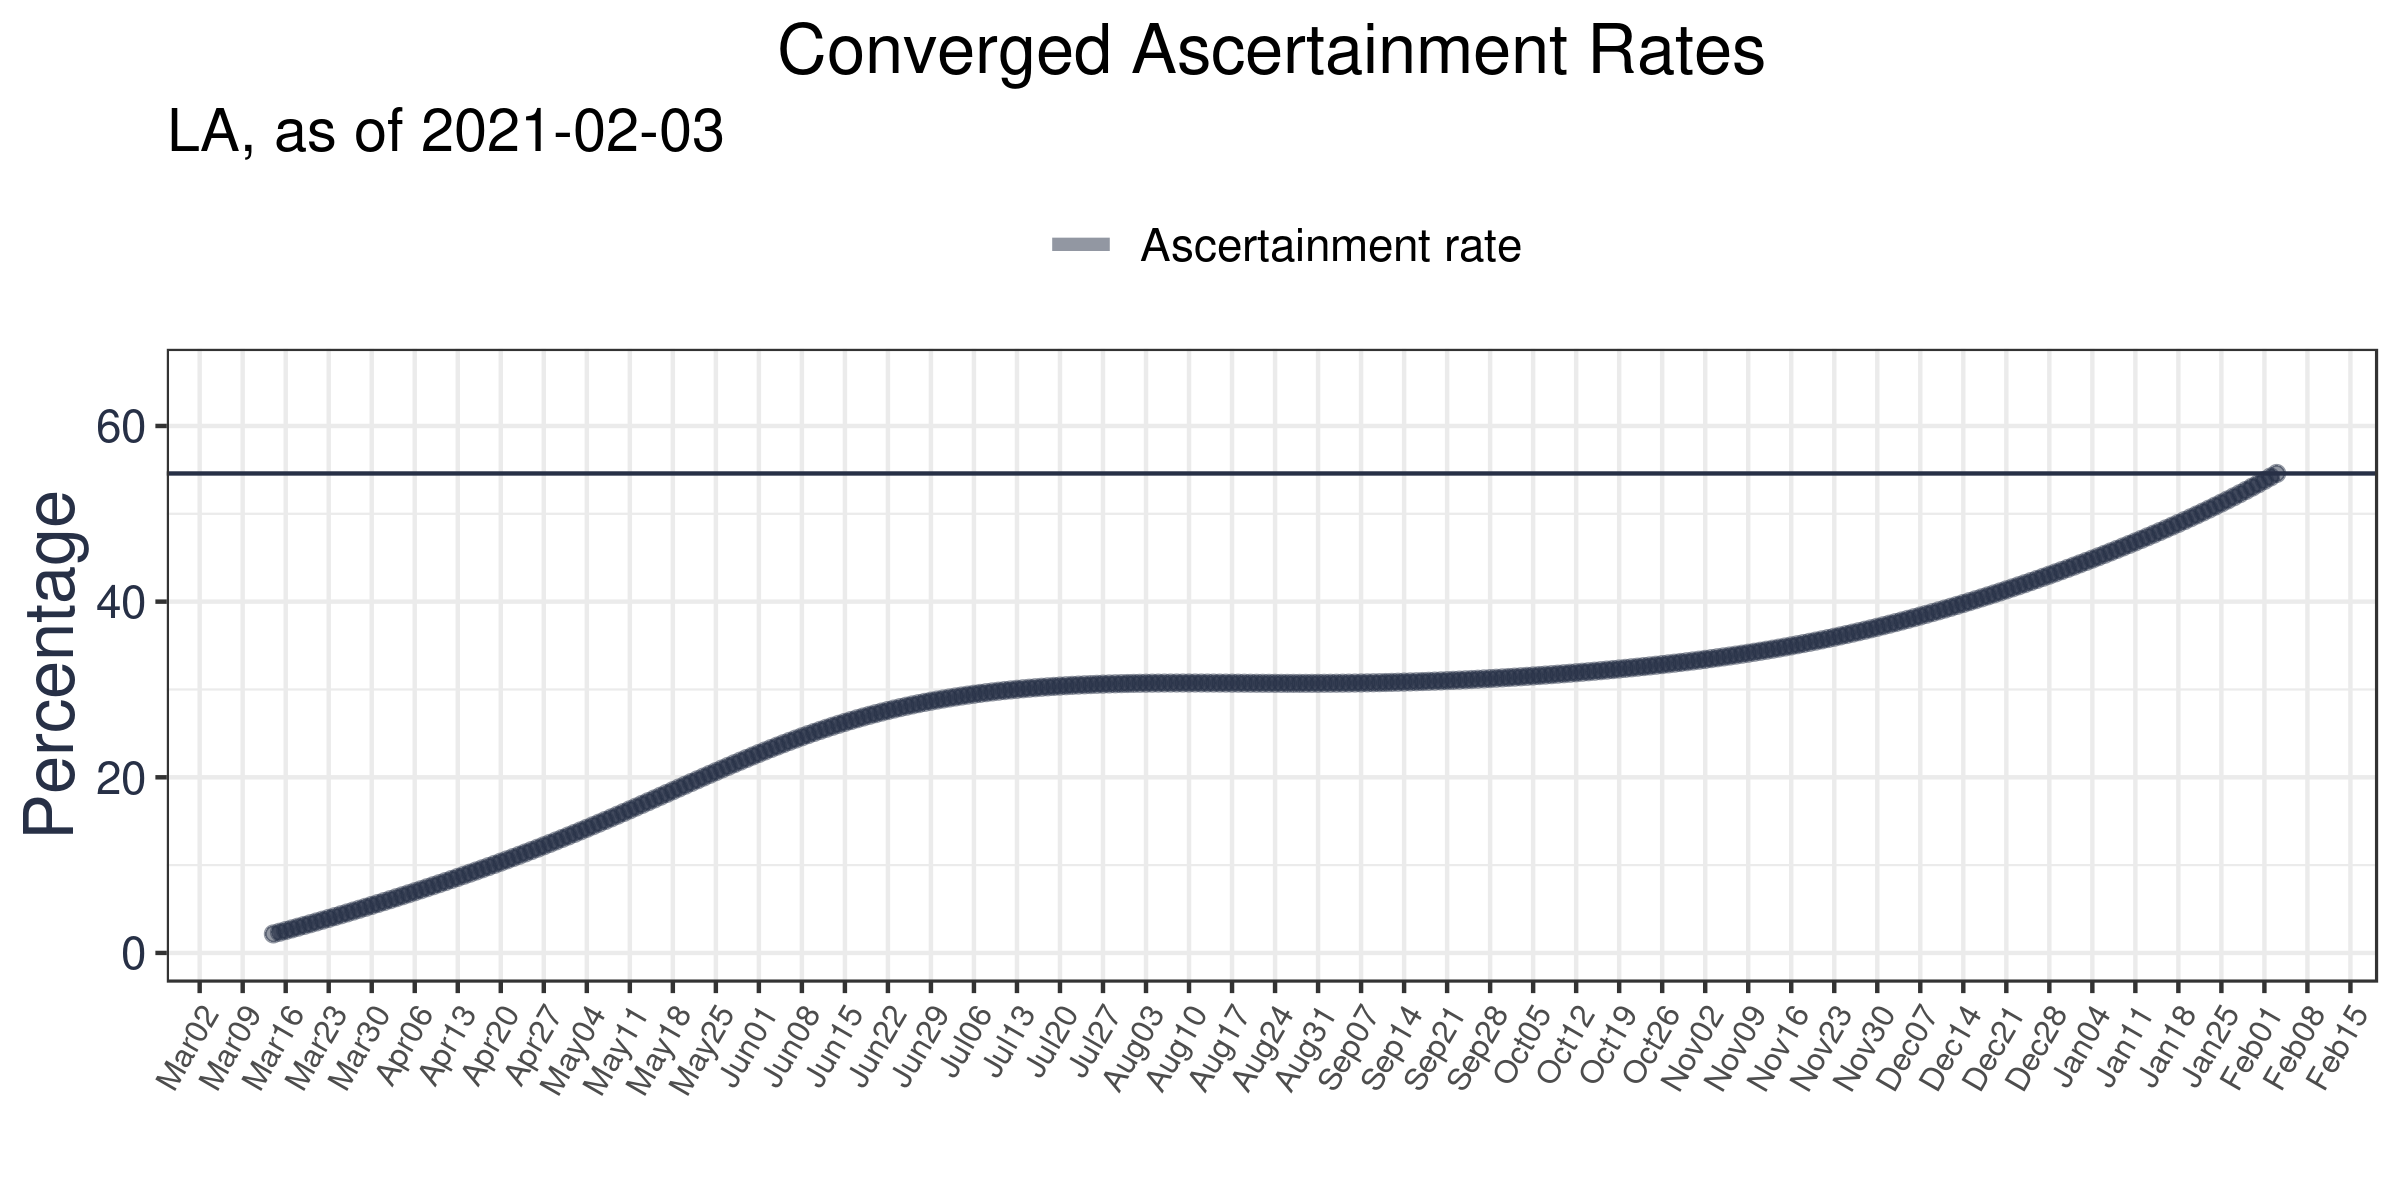 Converged Ascertainment Rates
LA, as of 2021-02-03
Ascertainment rate
Percentage
60
40
20
0
Mar02
Mar09
Mar16
Mar23
Mar30
Apr06
Apr13
Apr20
Apr27
May04
May11
May18
May25
Jun01
Jun08
Jun15
Jun22
Jun29
Jul06
Jul13
Jul20
Jul27
Aug03
Aug10
Aug17
Aug24
Aug31
Sep07
Sep14
Sep21
Sep28
Oct05
Oct12
Oct19
Oct26
Nov02
Nov09
Nov16
Nov23
Nov30
Dec07
Dec14
Dec21
Dec28
Jan04
Jan11
Jan18
Jan25
Feb01
Feb08
Feb15